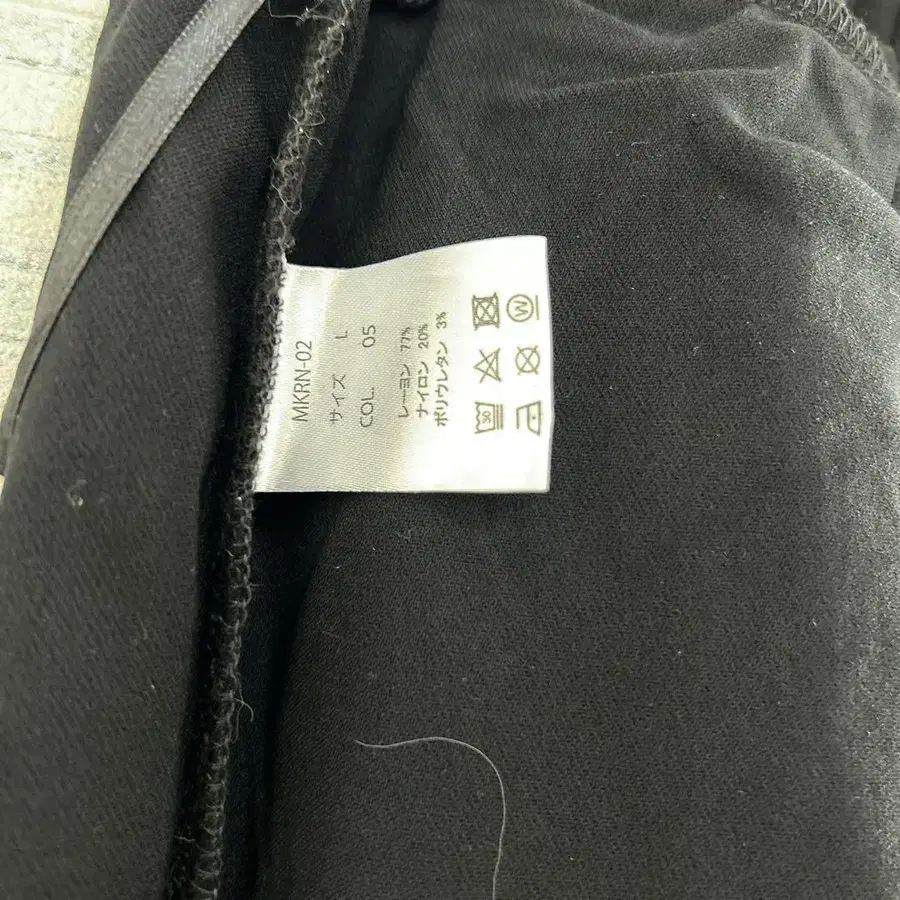 MKRN-02
サイズ L
COL. 05
レーヨン 77%
ナイロン 20%
ポリウレタン 3%
W
30